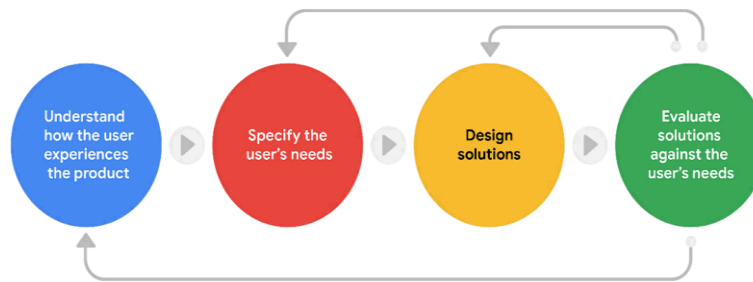 Understand
how the user
experiences
the product
Specify the
user's needs
Design
solutions
Evaluate
solutions
against the
user's needs